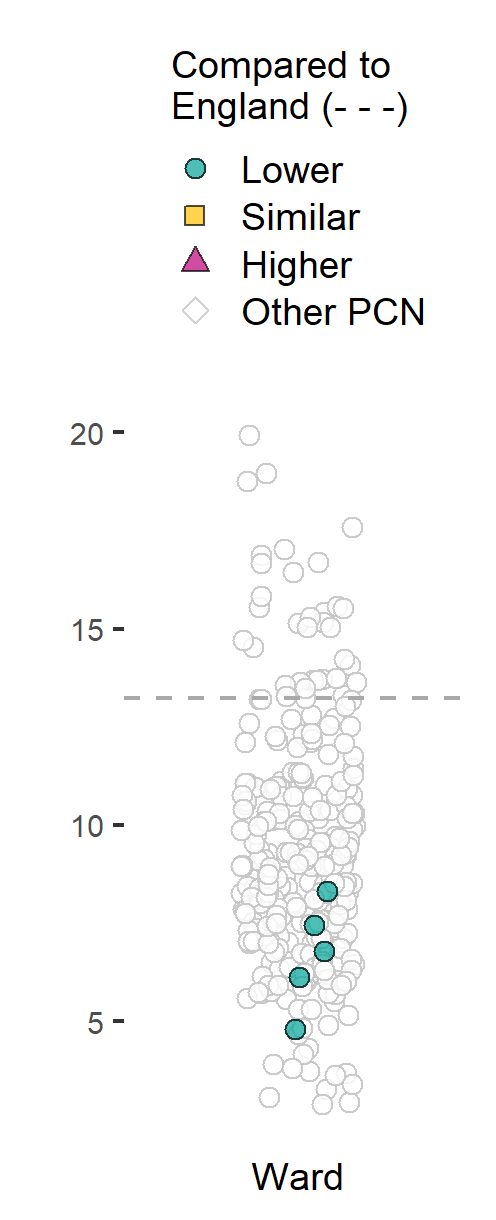 Compared to
England (- - -)
Lower
Similar
Higher
Other PCN
20
15
10
5
Ward